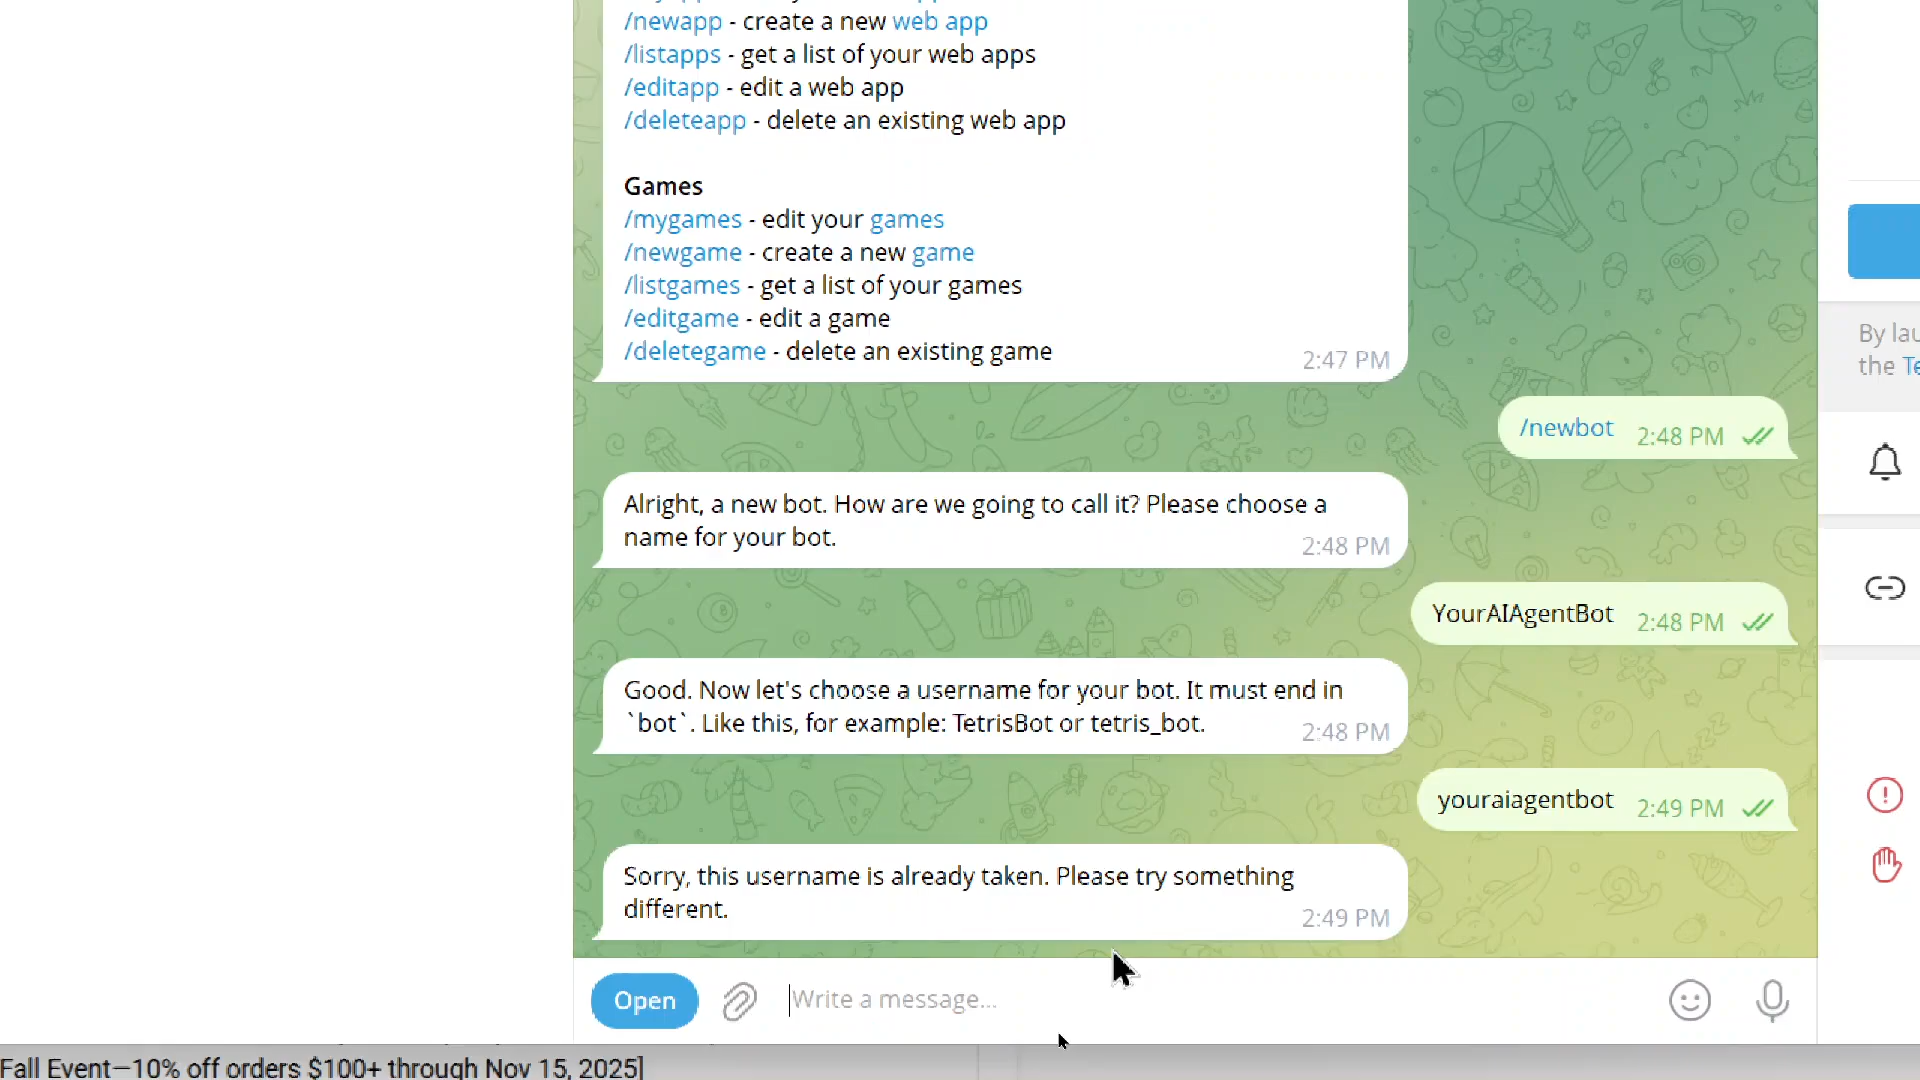 /newapp - create a new web app
/listapps - get a list of your web apps
/editapp - edit a web app
/deleteapp - delete an existing web app
Games
/mygames - edit your games
/newgame - create a new game
/listgames - get a list of your games
/editgame - edit a game
/deletegame - delete an existing game
2:47 PM
/newbot 2:48 PM
Alright, a new bot. How are we going to call it? Please choose a
name for your bot.
2:48 PM
YourAIAgentBot 2:48 PM
Good. Now let's choose a username for your bot. It must end in
`bot`. Like this, for example: TetrisBot or tetris_bot.
2:48 PM
youraiagentbot 2:49 PM
Sorry, this username is already taken. Please try something
different.
2:49 PM
Open Write a message...
By
the
Fall Event—10% off orders $100+ through Nov 15, 2025]